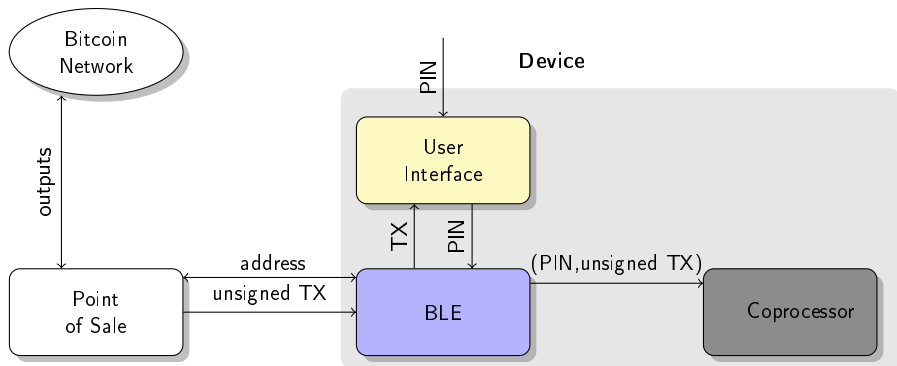 Bitcoin
Network
Device
PIN
User
Interface
outputs
TX
PIN
address
unsigned TX
(PIN,unsigned TX)
Point
of Sale
BLE
Coprocessor